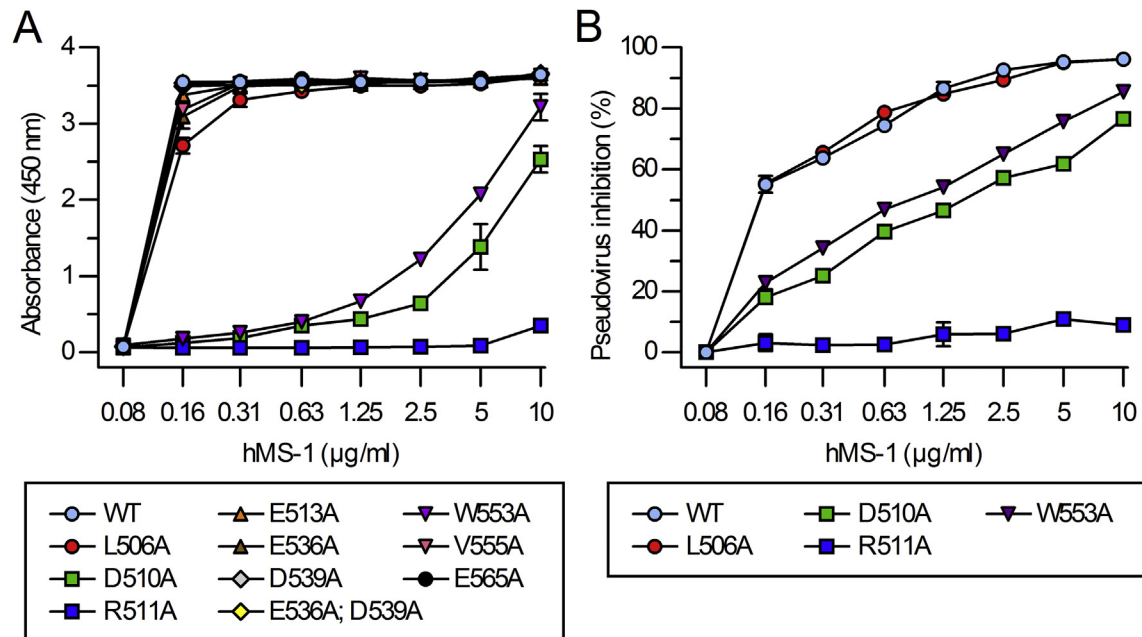 A
B
4
3
2
1
0
Absorbance (450 nm)
0.08 0.16 0.31 0.63 1.25 2.5 5 10
hMS-1 (µg/ml)
100
80
60
40
20
0
Pseudovirus inhibition (%)
0.08 0.16 0.31 0.63 1.25 2.5 5 10
hMS-1 (µg/ml)
WT E513A W553A
L506A E536A V555A
D510A D539A E565A
R511A E536A; D539A
WT D510A W553A
L506A R511A